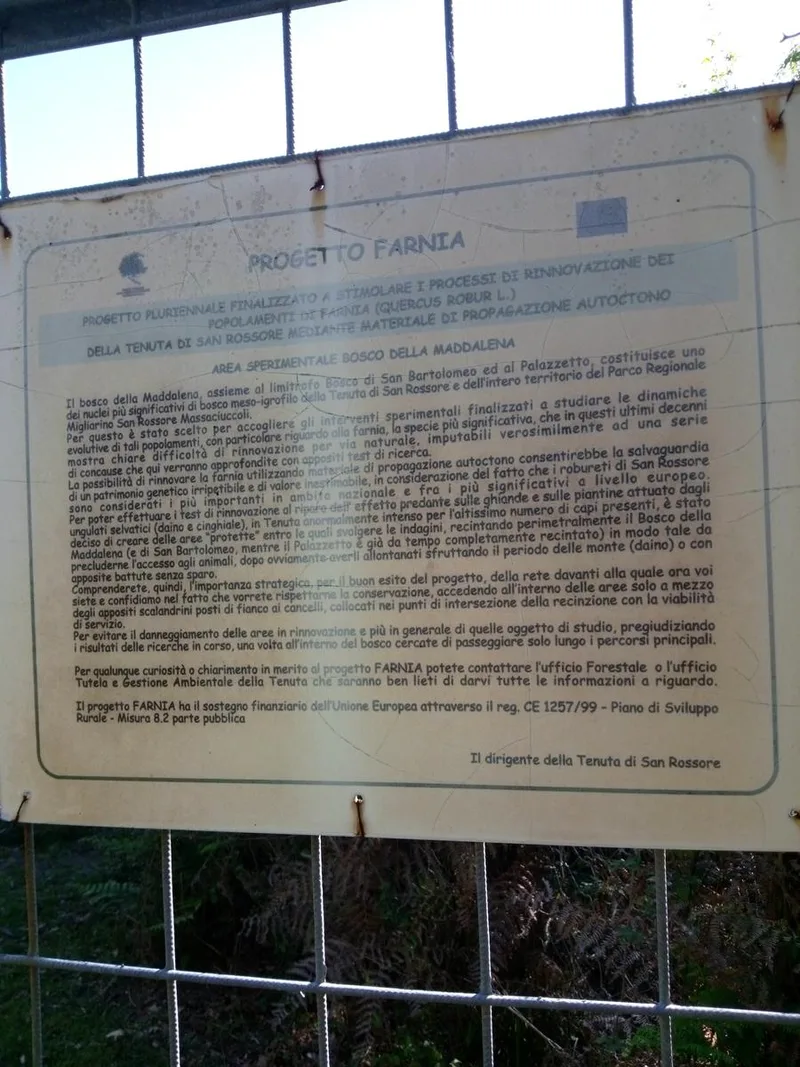 PROGETTO FARNIA
PROGETTO PLURIENNALE FINALIZZATO A STIMOLARE I PROCESSI DI RINNOVAZIONE DEI
POPOLAMENTI DI FARNIA (QUERCUS ROBUR L.)
DELLA TENUTA DI SAN ROSSORE MEDIANTE MATERIALE DI PROPAGAZIONE AUTOCTONO
AREA SPERIMENTALE BOSCO DELLA MADDALENA
Il bosco della Maddalena, assieme al limitrofo Bosco di San Bartolomeo ed al Palazzetto, costituisce uno
dei nuclei più significativi di bosco meso-igrofilo della Tenuta di San Rossore e dell'intero territorio del Parco Regionale
Migliarino San Rossore Massaciuccoli.
Per questo è stato scelto per accogliere gli interventi sperimentali finalizzati a studiare le dinamiche
evolutive di tali popolamenti, con particolare riguardo alla farnia, la specie più significativa, che in questi ultimi decenni
mostra chiare difficoltà di rinnovazione per via naturale, imputabili verosimilmente ad una serie
di concause che qui verranno approfondite con appositi test di ricerca.
La possibilità di rinnovare la farnia utilizzando materiale di propagazione autoctono consentirebbe la salvaguardia
di un patrimonio genetico irripetibile e di valore inestimabile, in considerazione del fatto che i robureti di San Rossore
sono considerati i più importanti in ambito nazionale e fra i più significativi a livello europeo.
Per poter effettuare i test di rinnovazione al riparo dell'effetto predante sulle ghiande e sulle piantine attuato dagli
ungulati selvatici (daino e cinghiale), in Tenuta anormalmente intenso per l'altissimo numero di capi presenti, è stato
deciso di creare delle aree "protette" entro le quali svolgere le indagini, recintando perimetralmente il Bosco della
Maddalena (e di San Bartolomeo, mentre il Palazzetto è già da tempo completamente recintato) in modo tale da
precluderne l'accesso agli animali, dopo ovviamente averli allontanati sfruttando il periodo delle monte (daino) o con
apposite battute senza sparo.
Comprenderete, quindi, l'importanza strategica, per il buon esito del progetto, della rete davanti alla quale ora voi
siete e confidiamo nel fatto che vorrete rispettarne la conservazione, accedendo all'interno delle aree solo a mezzo
degli appositi scalandrini posti di fianco ai cancelli, collocati nei punti di intersezione della recinzione con la viabilità
di servizio.
Per evitare il danneggiamento delle aree in rinnovazione e più in generale di quelle oggetto di studio, pregiudiziando
i risultati delle ricerche in corso, una volta all'interno del bosco cercate di passeggiare solo lungo i percorsi principali.
Per qualunque curiosità o chiarimento in merito al progetto FARNIA potete contattare l'ufficio Forestale o l'ufficio
Tutela e Gestione Ambientale della Tenuta che saranno ben lieti di darvi tutte le informazioni a riguardo.
Il progetto FARNIA ha il sostegno finanziario dell'Unione Europea attraverso il reg. CE 1257/99 - Piano di Sviluppo
Rurale - Misura 8.2 parte pubblica
Il dirigente della Tenuta di San Rossore